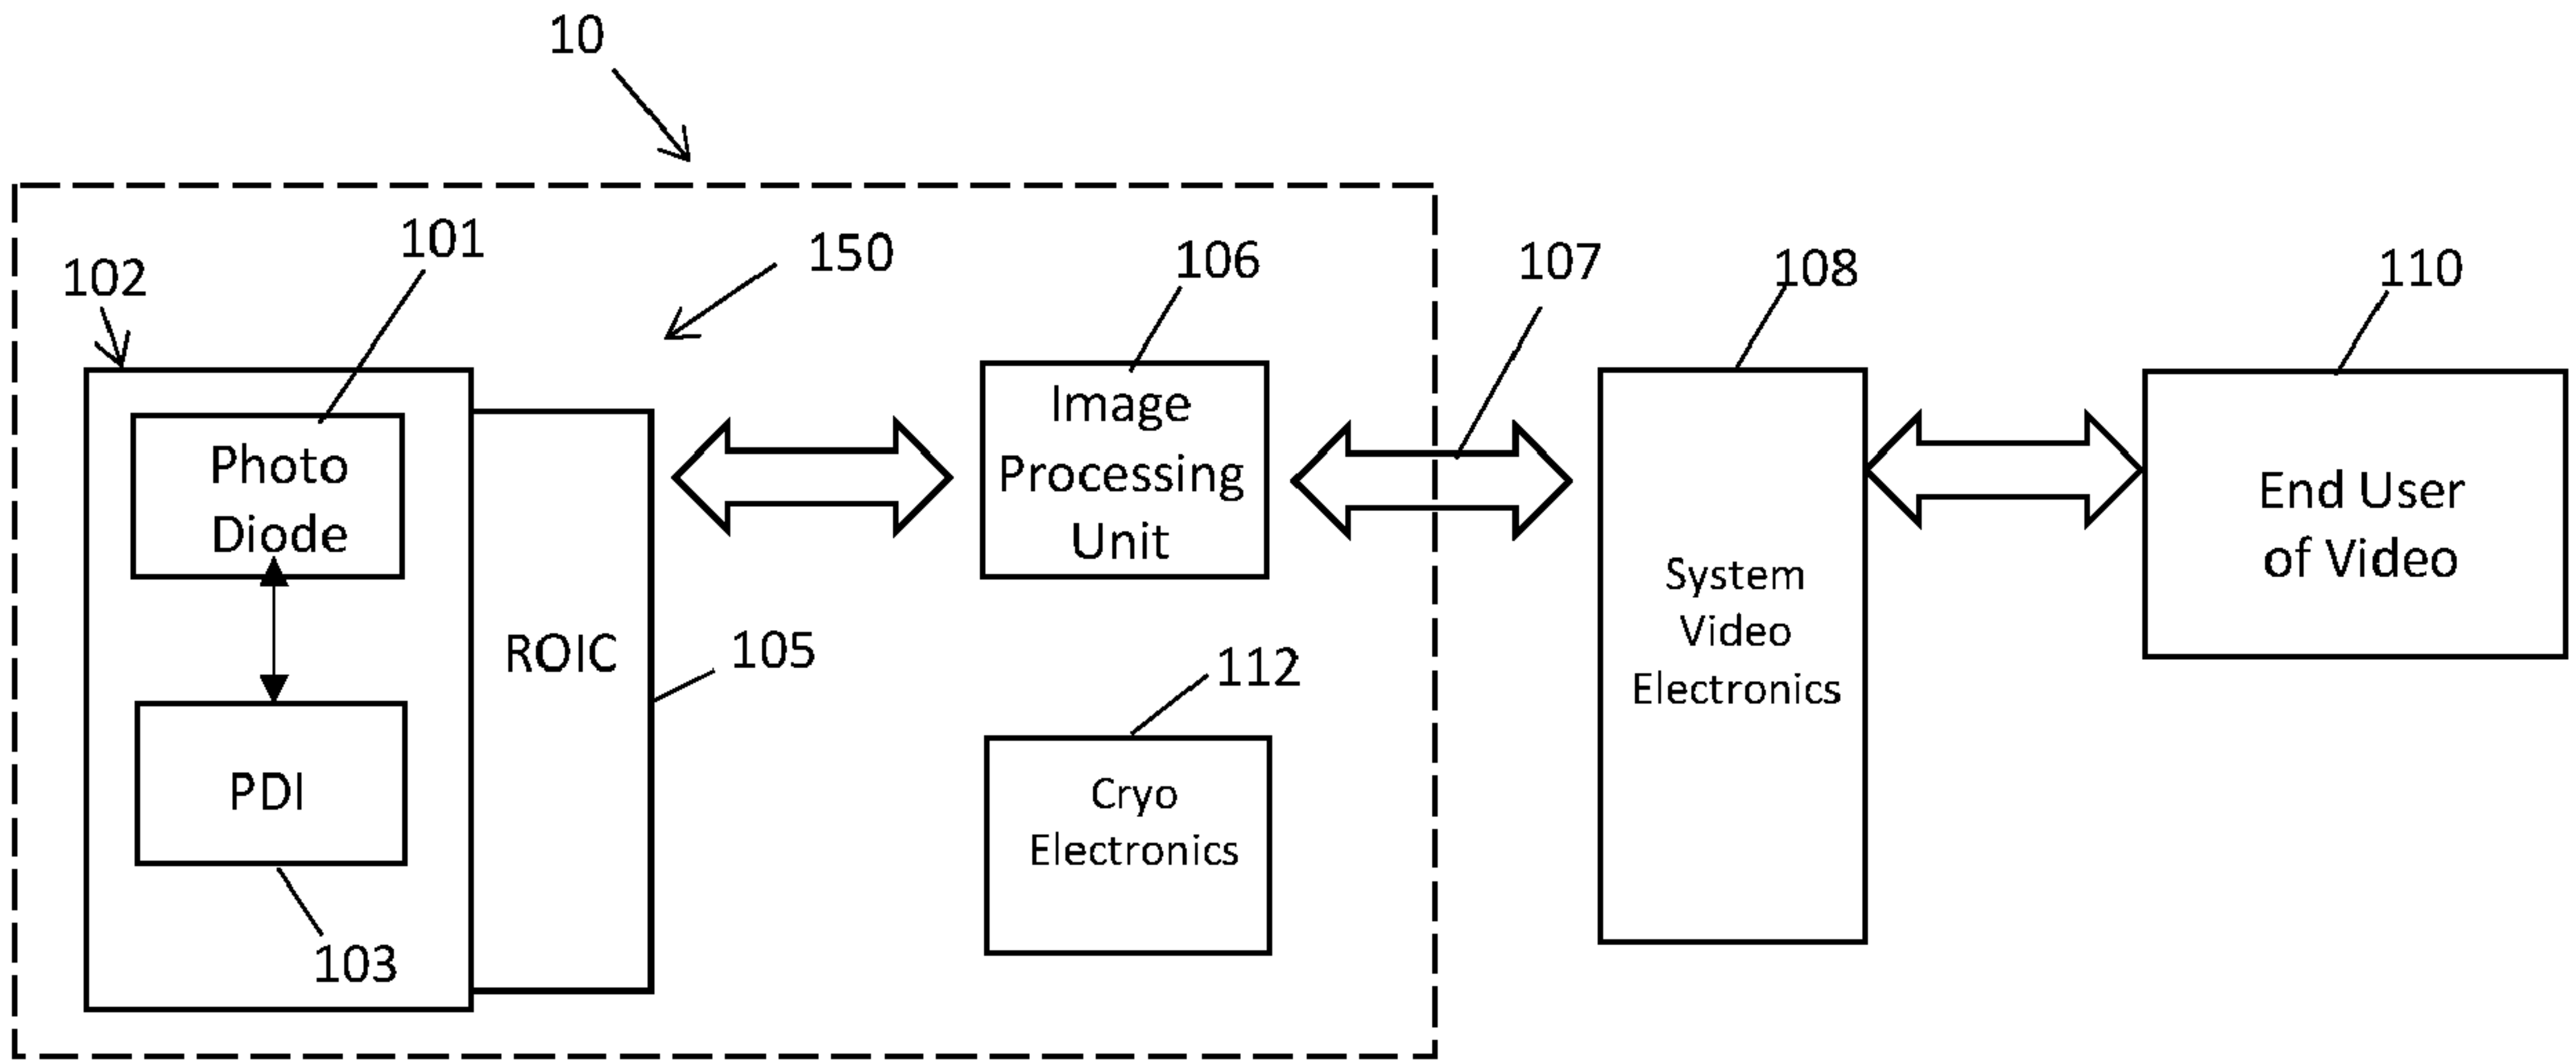 10
101
150
102
106
107
108
110
Photo
Diode
Image
Processing
Unit
End User
of Video
System
Video
Electronics
ROIC
105
112
PDI
Cryo
Electronics
103